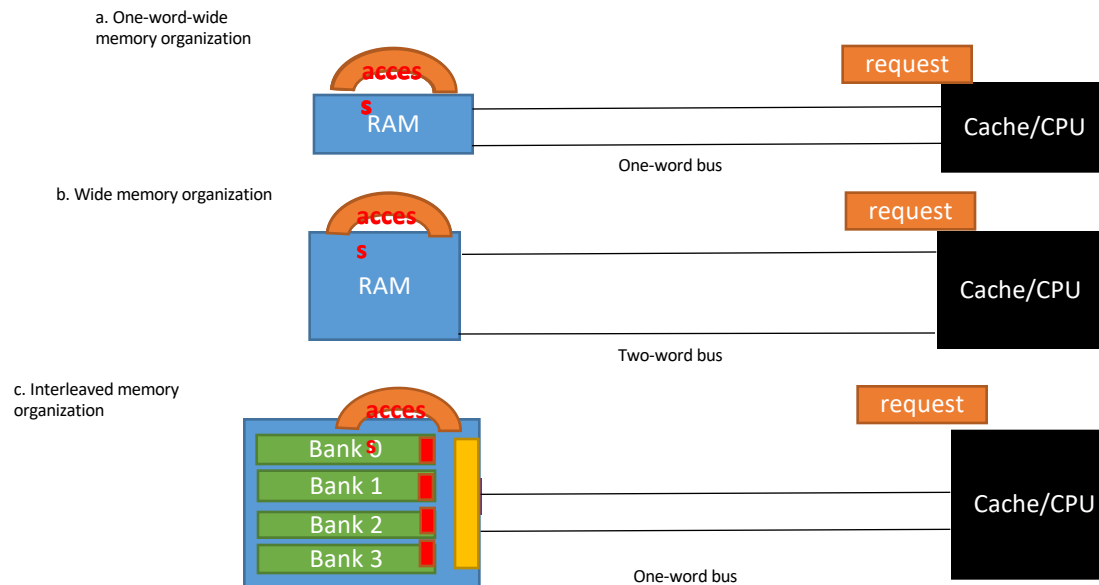 a. One-word-wide
memory organization
acces
s
request
RAM
Cache/CPU
One-word bus
b. Wide memory organization
acces
s
request
RAM
Cache/CPU
Two-word bus
c. Interleaved memory
organization
acces
s
request
Bank 0
Bank 1
Bank 2
Bank 3
Cache/CPU
One-word bus